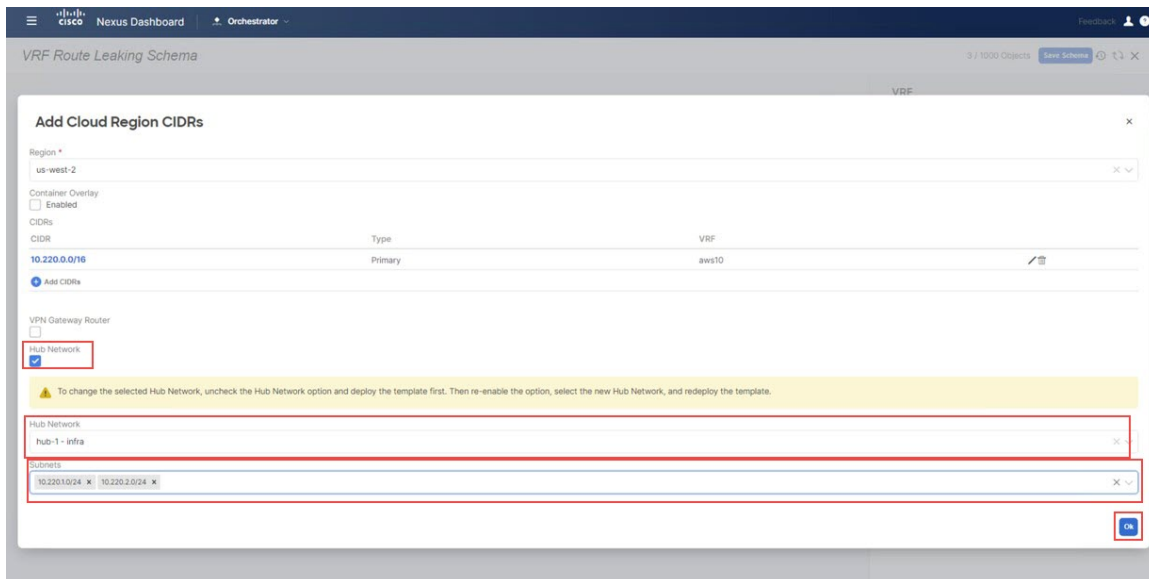 cisco Nexus Dashboard Orchestrator Feedback
VRF Route Leaking Schema 3 / 1000 Objects Save Schema
VRF
Add Cloud Region CIDRs
Region *
us-west-2
Container Overlay
Enabled
CIDRs
CIDR Type VRF
10.220.0.0/16 Primary aws10
Add CIDRs
VPN Gateway Router
Hub Network
To change the selected Hub Network, uncheck the Hub Network option and deploy the template first. Then re-enable the option, select the new Hub Network, and redeploy the template.
Hub Network
hub-1 - infra
Subnets
10.220.1.0/24 x 10.220.2.0/24 x
Ok